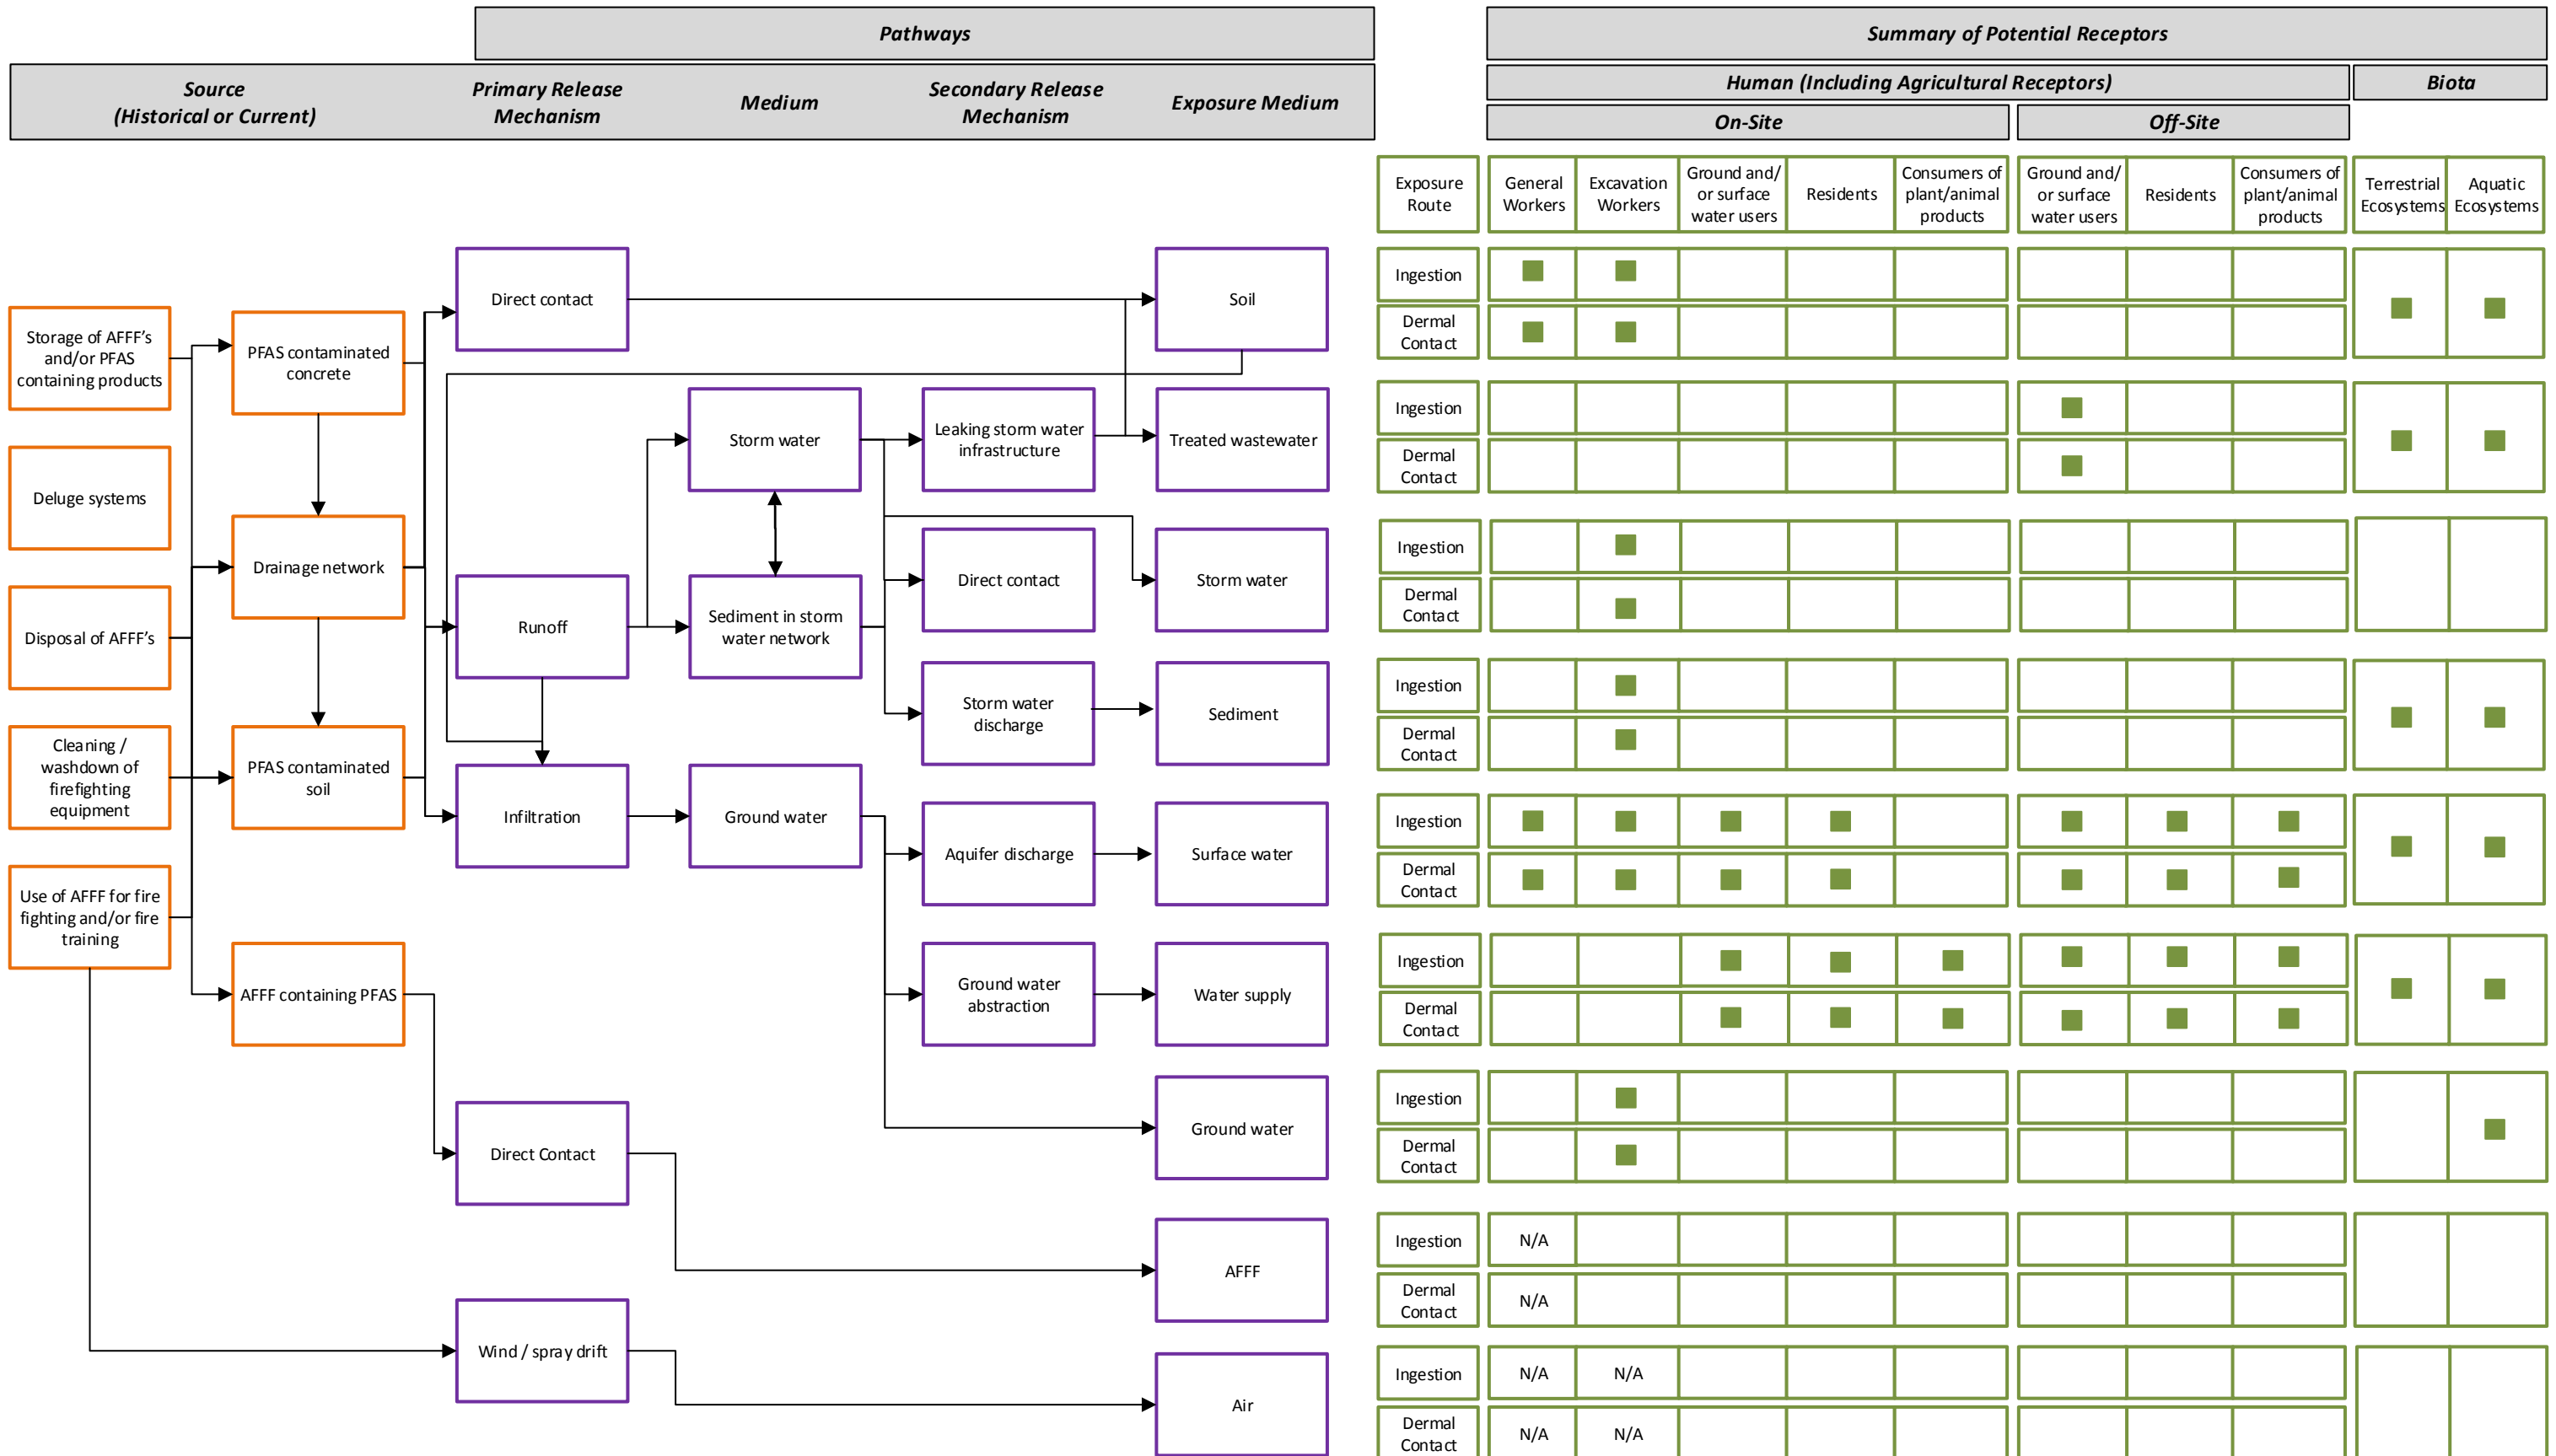 Pathways
Summary of Potential Receptors
Source
(Historical or Current)
Primary Release
Mechanism
Medium
Secondary Release
Mechanism
Exposure Medium
Human (Including Agricultural Receptors)
Biota
On-Site
Off-Site
Exposure
Route
General
Workers
Excavation
Workers
Ground and/
or surface
water users
Residents
Consumers of
plant/animal
products
Ground and/
or surface
water users
Residents
Consumers of
plant/animal
products
Terrestrial
Ecosystems
Aquatic
Ecosystems
Storage of AFFF's
and/or PFAS
containing products
Deluge systems
Disposal of AFFF's
Cleaning /
washdown of
firefighting
equipment
Use of AFFF for fire
fighting and/or fire
training
PFAS contaminated
concrete
Drainage network
PFAS contaminated
soil
AFFF containing PFAS
Direct contact
Runoff
Infiltration
Direct Contact
Wind / spray drift
Storm water
Sediment in storm
water network
Ground water
Leaking storm water
infrastructure
Direct contact
Storm water
discharge
Aquifer discharge
Ground water
abstraction
Soil
Treated wastewater
Storm water
Sediment
Surface water
Water supply
Ground water
AFFF
Air
Ingestion
Dermal
Contact
Ingestion
Dermal
Contact
Ingestion
Dermal
Contact
Ingestion
Dermal
Contact
Ingestion
Dermal
Contact
Ingestion
Dermal
Contact
Ingestion
Dermal
Contact
Ingestion
N/A
Dermal
Contact
N/A
Ingestion
N/A
N/A
Dermal
Contact
N/A
N/A